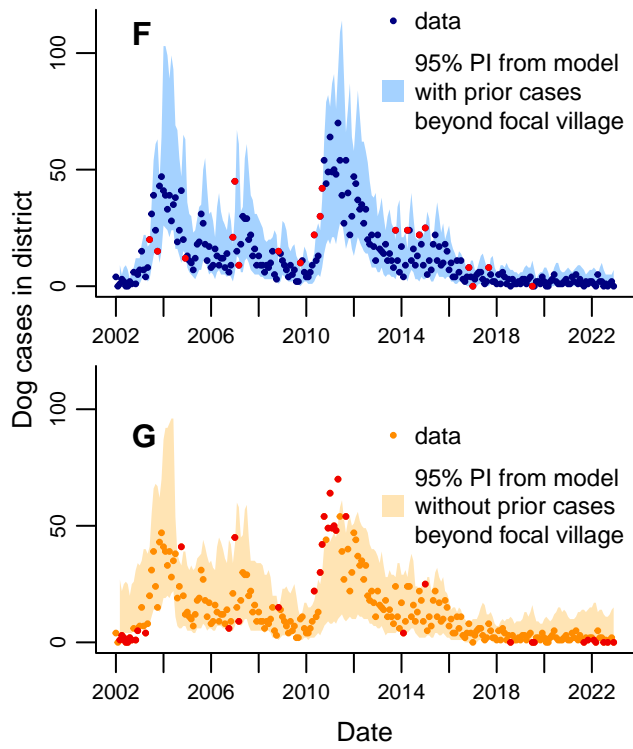 F
data
95% PI from model
with prior cases
beyond focal village
100
50
0
2002 2006 2010 2014 2018 2022
Dog cases in district
G
data
95% PI from model
without prior cases
beyond focal village
100
50
0
2002 2006 2010 2014 2018 2022
Date